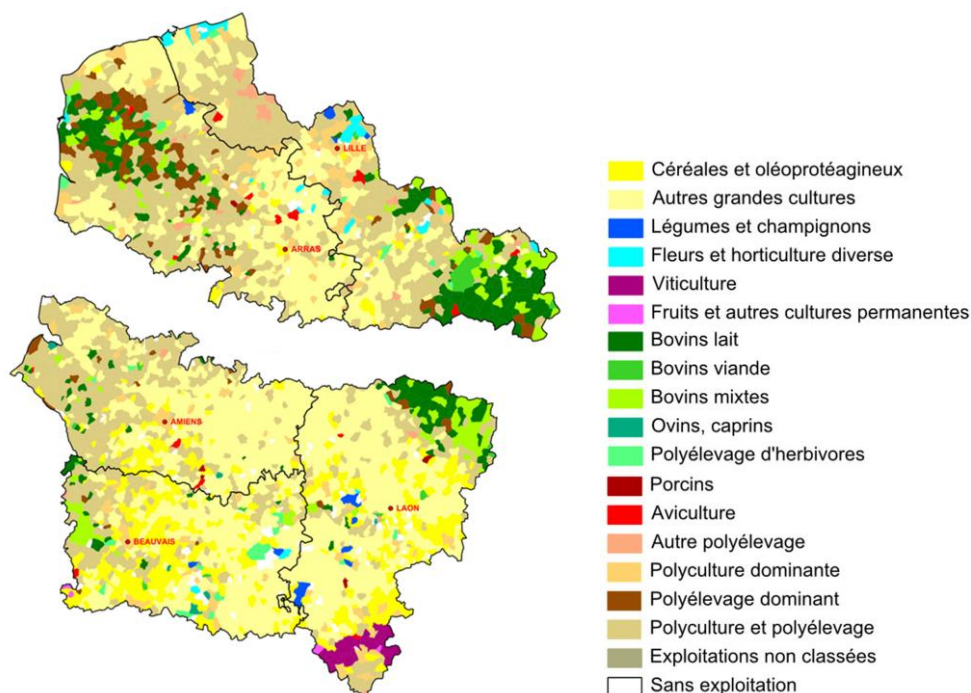 LILLE
ARRAS
AMIENS
LAON
BEAUVAIS
Céréales et oléoprotéagineux
Autres grandes cultures
Légumes et champignons
Fleurs et horticulture diverse
Viticulture
Fruits et autres cultures permanentes
Bovins lait
Bovins viande
Bovins mixtes
Ovins, caprins
Polyélevage d'herbivores
Porcins
Aviculture
Autre polyélevage
Polyculture dominante
Polyélevage dominant
Polyculture et polyélevage
Exploitations non classées
Sans exploitation